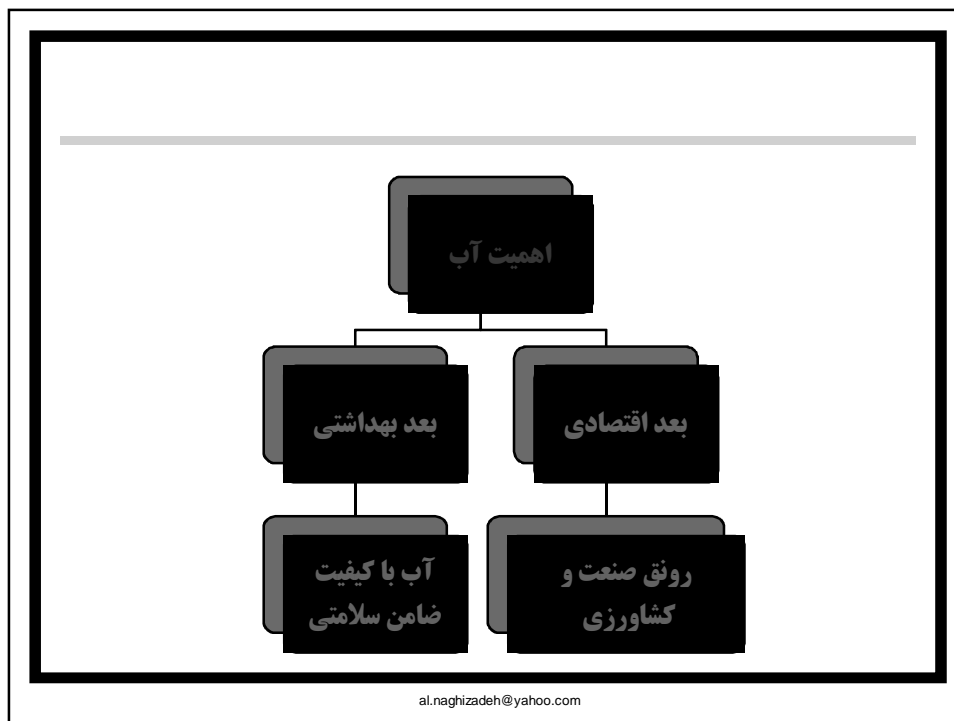 اهمیت آب
بعد اقتصادی
بعد بهداشتی
رونق صنعت و
کشاورزی
آب با کیفیت
ضامن سلامتی
al.naghizadeh@yahoo.com